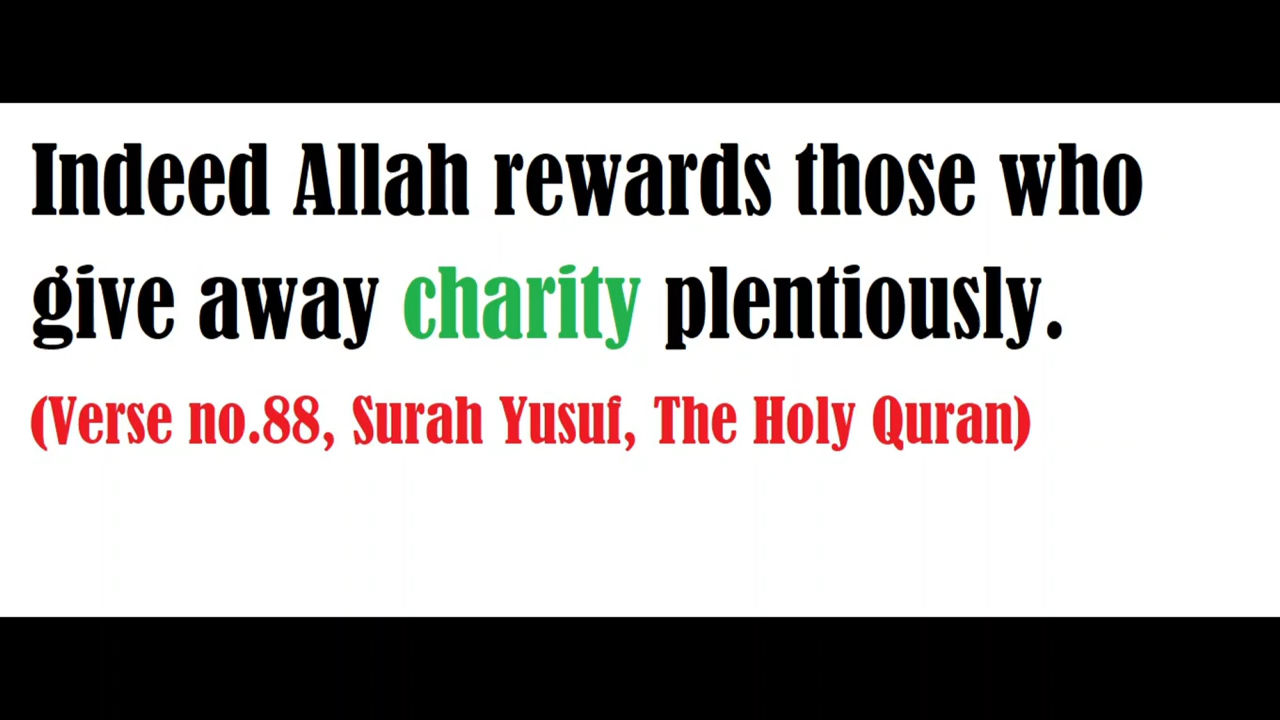 Indeed Allah rewards those who
give away charity plentiously.
(Verse no.88, Surah Yusuf, The Holy Quran)